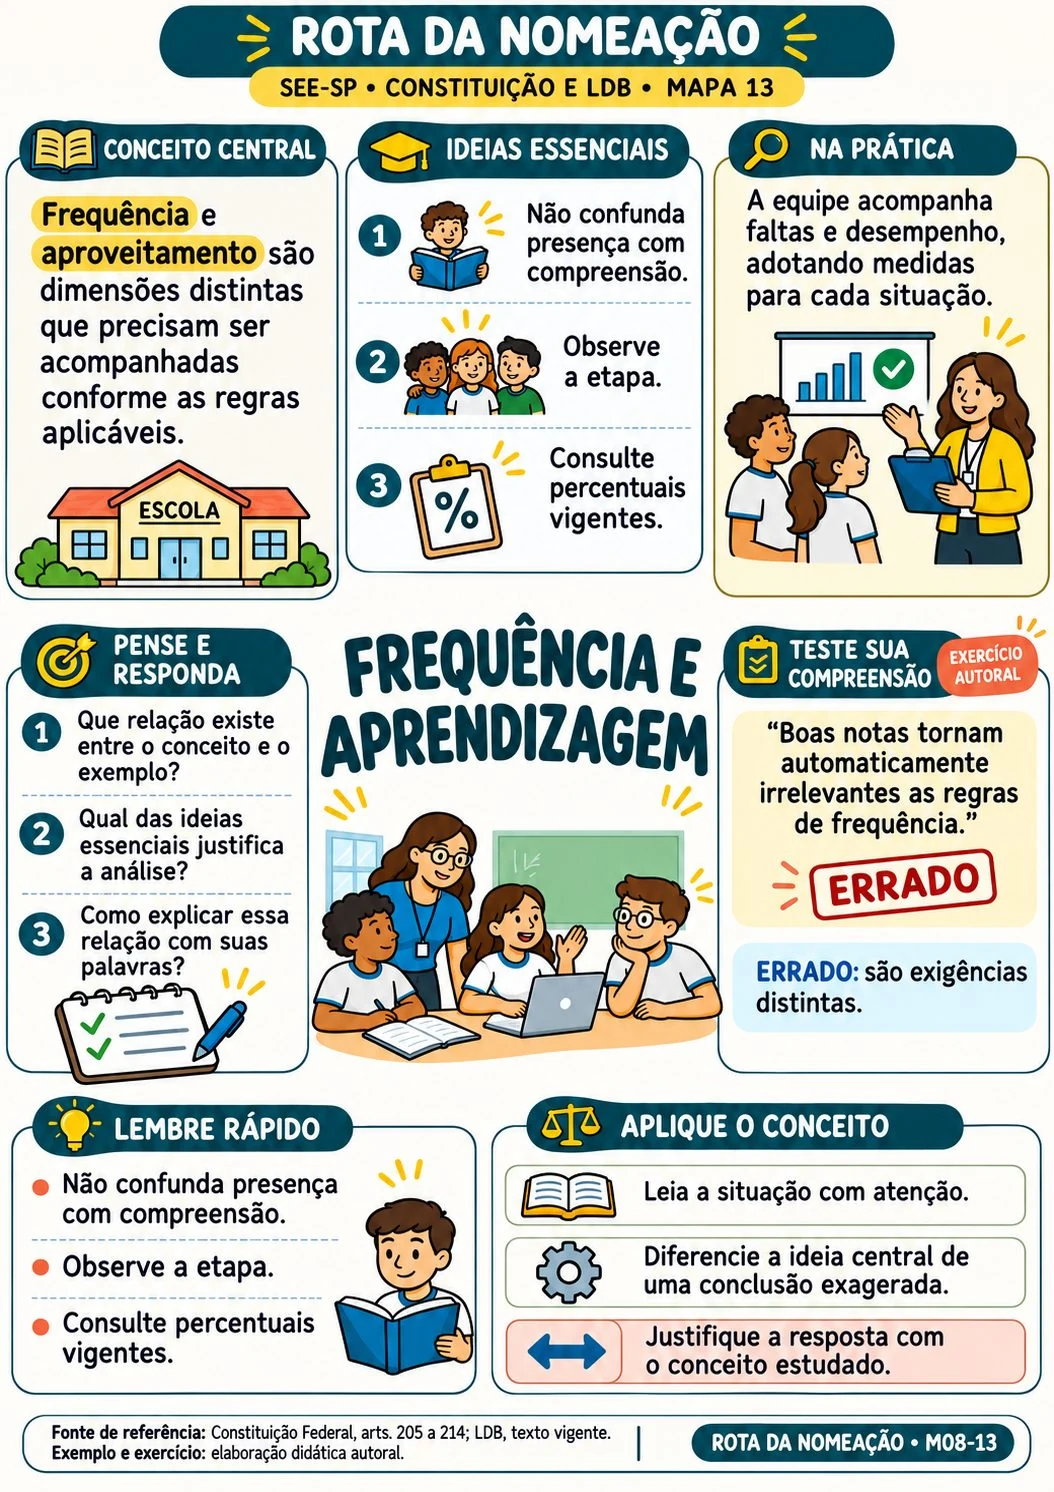 ROTA DA NOMEAÇÃO
SEE-SP • CONSTITUIÇÃO E LDB • MAPA 13
CONCEITO CENTRAL
Frequência e
aproveitamento são
dimensões distintas
que precisam ser
acompanhadas
conforme as regras
aplicáveis.
ESCOLA
IDEIAS ESSENCIAIS
1
Não confunda
presença com
compreensão.
2
Observe
a etapa.
3
%
Consulte
percentuais
vigentes.
NA PRÁTICA
A equipe acompanha
faltas e desempenho,
adotando medidas
para cada situação.
PENSE E
RESPONDA
1
Que relação existe
entre o conceito e o
exemplo?
2
Qual das ideias
essenciais justifica
a análise?
3
Como explicar essa
relação com suas
palavras?
FREQUÊNCIA E
APRENDIZAGEM
TESTE SUA
COMPREENSÃO
EXERCÍCIO
AUTORAL
“Boas notas tornam
automaticamente
irrelevantes as regras
de frequência.”
ERRADO
ERRADO: são exigências
distintas.
LEMBRE RÁPIDO
Não confunda presença
com compreensão.
Observe a etapa.
Consulte percentuais
vigentes.
APLIQUE O CONCEITO
Leia a situação com atenção.
Diferencie a ideia central de
uma conclusão exagerada.
Justifique a resposta com
o conceito estudado.
Fonte de referência: Constituição Federal, arts. 205 a 214; LDB, texto vigente.
Exemplo e exercício: elaboração didática autoral.
ROTA DA NOMEAÇÃO • M08-13